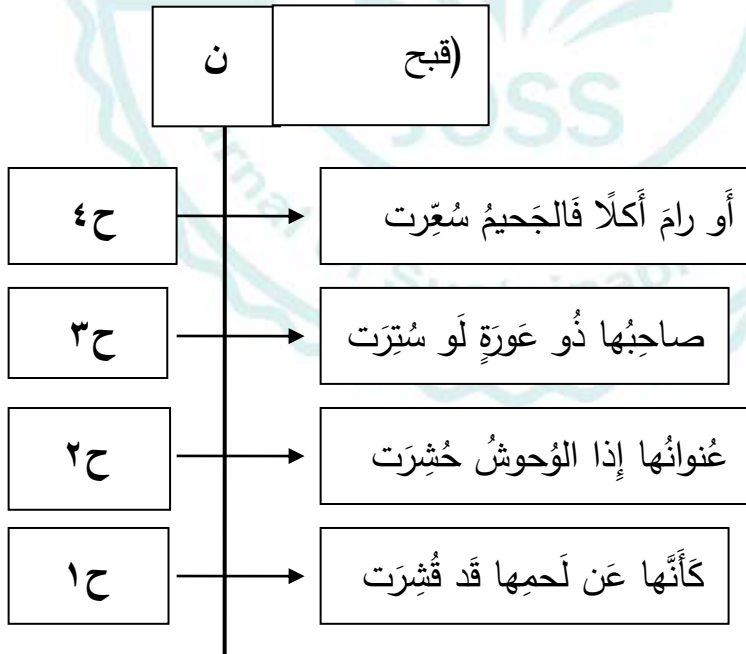 (قبح
ن
أَو رامَ أَكلًا فَالجَحيمُ سُعِّرت
ح٤
صاحِبُها ذُو عَورَةٍ لَو سُتِرَت
ح٣
عُنوانُها إِذا الوُحوشُ حُشِرَت
ح٢
كَأَنَّها عَن لَحمِها قَد قُشِرَت
ح١
JOSS